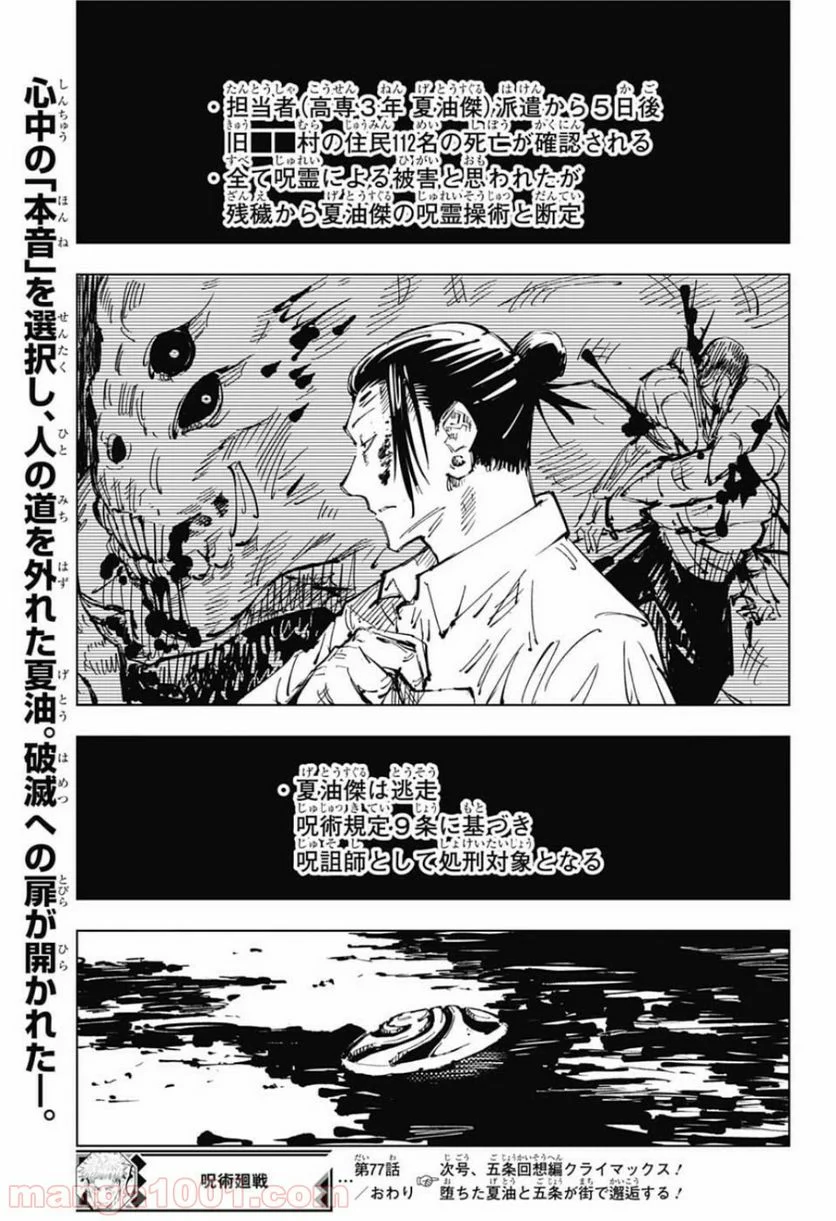 ・担当者(高専3年 夏油傑)派遣から5日後
旧■■村の住民112名の死亡が確認される
・全て呪霊による被害と思われたが
残穢から夏油傑の呪霊操術と断定
心中の「本音」を選択し、人の道を外れた夏油。破滅への扉が開かれた―。
。夏油傑は逃走
呪術規定9条に基づき
呪詛師として処刑対象となる
呪術廻戦
第77話
…／おわり
☞次号、五条回想編クライマックス!
堕ちた夏油と五条が街で邂逅する!
manga1001.com